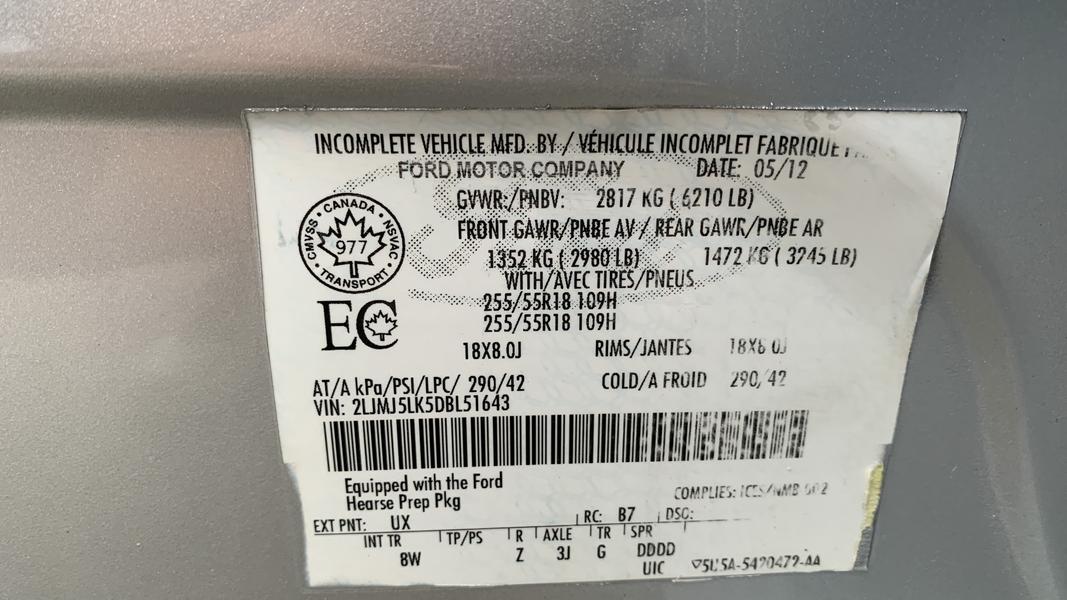 INCOMPLETE VEHICLE MFD. BY / VÉHICULE INCOMPLET FABRIQUÉ
FORD MOTOR COMPANY DATE: 05/12
GVWR:/PNBV: 2817 KG ( 6210 LB)
FRONT GAWR/PNBE AV / REAR GAWR/PNBE AR
1352 KG ( 2980 LB) 1472 KG ( 3245 LB)
WITH/AVEC TIRES/PNEUS
255/55R18 109H
255/55R18 109H
CANADA
CMVSS 977 NSVAC
TRANSPORT
EC
18X8.0J RIMS/JANTES 18X8.0J
AT/A kPa/PSI/LPC/ 290/42 COLD/A FROID 290/42
VIN: 2LJMJ5LK5DBL51643
Equipped with the Ford
Hearse Prep Pkg
COMPLIES: ICES/NMB 002
EXT PNT: UX RC: B7 DSO:
INT TR TP/PS R AXLE TR SPR
8W Z 3J G DDDD
UIC